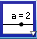 a = 2